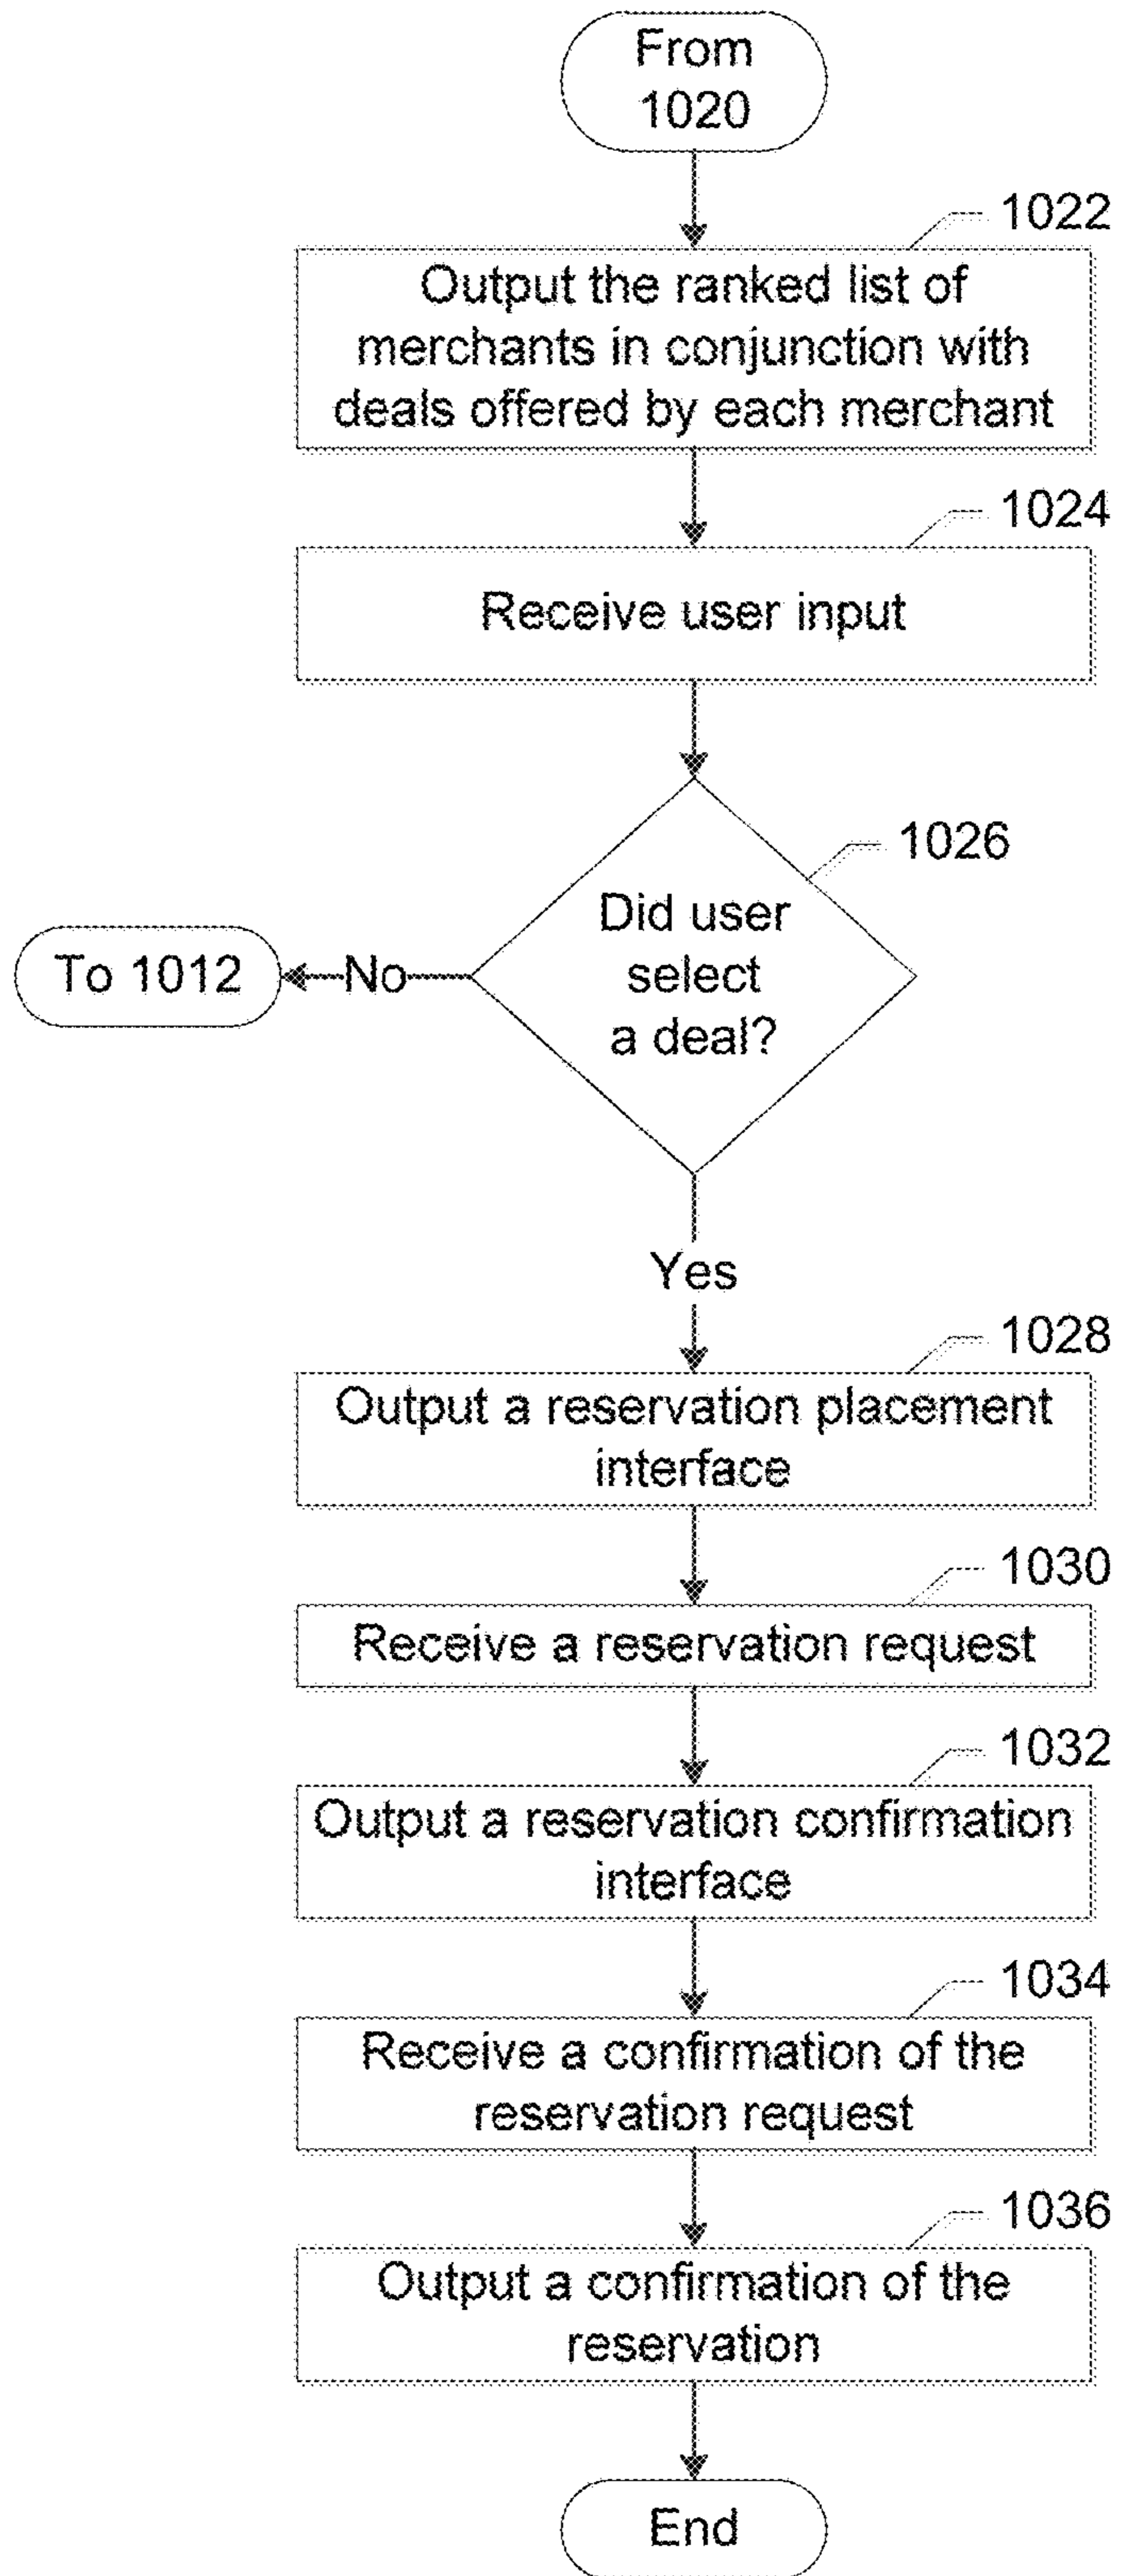 From
1020
1022
Output the ranked list of
merchants in conjunction with
deals offered by each merchant
1024
Receive user input
1026
Did user
select
a deal?
To 1012
No
Yes
1028
Output a reservation placement
interface
1030
Receive a reservation request
1032
Output a reservation confirmation
interface
1034
Receive a confirmation of the
reservation request
1036
Output a confirmation of the
reservation
End